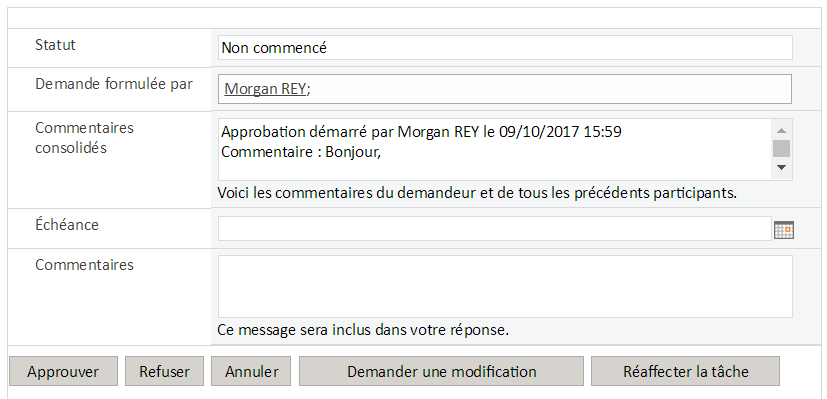 Statut
Non commencé
Demande formulée par
Morgan REY;
Commentaires
consolidés
Approbation démarré par Morgan REY le 09/10/2017 15:59
Commentaire : Bonjour,
Voici les commentaires du demandeur et de tous les précédents participants.
Échéance
Commentaires
Ce message sera inclus dans votre réponse.
Approuver
Refuser
Annuler
Demander une modification
Réaffecter la tâche